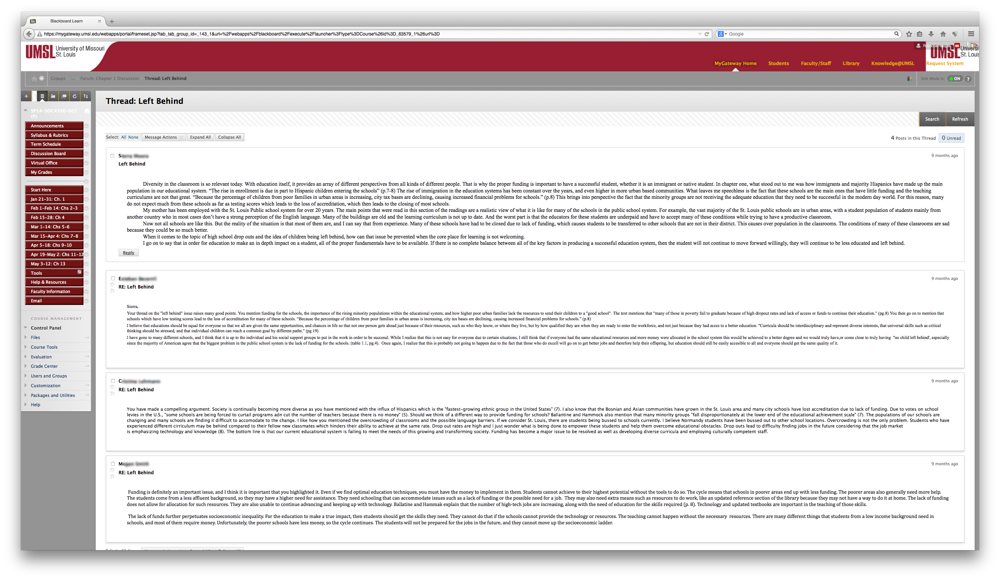 Blackboard Learn
https://mygateway.umsl.edu/webapps/portal/frameset.jsp?tab_tab_group_id=_143_1&url=%2Fwebapps%2Fblackboard%2Fexecute%2Flauncher%3Ftype%3DCourse%26id%3D_63579_1%26url%3D
Google
UMSL University of Missouri
St. Louis
56
UMSL
St. Louis
MyGateway Home Students Faculty/Staff Library Knowledge@UMSL Request System
Groups ... Forum: Chapter 1 Discussion Thread: Left Behind
Edit Mode is: ON ?
SP14-SOC4356-001
(P)
Announcements
Syllabus & Rubrics
Term Schedule
Discussion Board
Virtual Office
My Grades
Start Here
Jan 21-31: Ch. 1
Feb 1-Feb 14: Chs 2-3
Feb 15-28: Ch 4
Mar 1-14: Chs 5-6
Mar 15-Apr 4: Chs 7-8
Apr 5-18: Chs 9-10
Apr 19-May 2: Chs 11-12
May 3-12: Ch 13
Tools
Help & Resources
Faculty Information
Email
COURSE MANAGEMENT
Control Panel
Files
Course Tools
Evaluation
Grade Center
Users and Groups
Customization
Packages and Utilities
Help
Thread: Left Behind
Search Refresh
Select: All None Message Actions Expand All Collapse All
4 Posts in this Thread 0 Unread
9 months ago
Left Behind
Diversity in the classroom is so relevant today. With education itself, it provides an array of different perspectives from all kinds of different people. That is why the proper funding is important to have a successful student, whether it is an immigrant or native student. In chapter one, what stood out to me was how immigrants and majority Hispanics have made up the main
population in our educational system. “The rise in enrollment is due in part to Hispanic children entering the schools” (p.7-8) The rise of immigration in the education systems has been constant over the years, and even higher in more urban based communities. What leaves me speechless is the fact that these schools are the main ones that have little funding and the teaching
curriculums are not that great. “Because the percentage of children from poor families in urban areas is increasing, city tax bases are declining, causing increased financial problems for schools.” (p.8) This brings into perspective the fact that the minority groups are not receiving the adequate education that they need to be successful in the modern day world. For this reason, many
do not expect much from these schools as far as testing scores which leads to the loss of accreditation, which then leads to the closing of most schools.
My mother has been employed with the St. Louis Public school system for over 20 years. The main points that were read in this section of the readings are a realistic view of what it is like for many of the schools in the public school system. For example, the vast majority of the St. Louis public schools are in urban areas, with a student population of students mainly from
another country who in most cases don’t have a strong perception of the English language. Many of the buildings are old and the learning curriculum is not up to date. And the worst part is that the educators for these students are underpaid and have to accept many of these conditions while trying to have a productive classroom.
Now not all schools are like this. But the reality of the situation is that most of them are, and I can say that from experience. Many of these schools have had to be closed due to lack of funding, which causes students to be transferred to other schools that are not in their district. This causes over population in the classrooms. The conditions of many of these classrooms are sad
because they could be so much better.
When it comes to the topic of high school drop outs and the idea of children being left behind, how can that issue be prevented when the core place for learning is not welcoming.
I go on to say that in order for education to make an in depth impact on a student, all of the proper fundamentals have to be available. If there is no complete balance between all of the key factors in producing a successful education system, then the student will not continue to move forward willingly, they will continue to be less educated and left behind.
Reply
9 months ago
RE: Left Behind
Sierra,
Your thread on the "left behind" issue raises many good points. You mention funding for the schools, the importance of the rising minority populations within the educational system, and how higher poor urban families lack the resources to send their children to a "good school". The text mentions that "many of those in poverty fail to graduate because of high dropout rates and lack of access or funds to continue their education." (pg.8) You then go on to mention that
schools which have low testing scores lead to the loss of accreditation for many of these schools. “Because the percentage of children from poor families in urban areas is increasing, city tax bases are declining, causing increased financial problems for schools.” (p.8)
I believe that educations should be equal for everyone so that we all are given the same opportunities, and chances in life so that not one person gets ahead just because of their resources, such as who they know, or where they live, but by how qualified they are when they are ready to enter the workforce, and not just because they had acces to a better education. "Curricula should be interdisciplinary and represent diverse interests, that universal skills such as critical
thinking should be stressed, and that individual children can reach a common goal by different paths." (pg 19)
I have gone to many different schools, and I think that it is up to the individual and his social support groups to put in the work in order to be succesul. While I realize that this is not easy for everyone due to certain situations, I still think that if everyone had the same educational resources and more money were allocated in the school system this would be achieved to a better degree and we would truly have,or come close to truly having "no child left behind', especially
since the majority of American agree that the biggest problem in the public school system is the lack of funding for the schools. (table 1.1, pg.4). Once again, I realize that this is probably not going to happen due to the fact that those who do excell will go on to get better jobs and therefore help their offspring, but education should still be easily accesible to all and everyone should get the same quality of it.
9 months ago
RE: Left Behind
You have made a compelling argument. Society is continually becoming more diverse as you have mentioned with the influx of Hispanics which is the "fastest-growing ethnic group in the United States" (7). I also know that the Bosnian and Asian communities have grown in the St. Louis area and many city schools have lost accreditation due to lack of funding. Due to votes on school
levies in the U.S., "some schools are being forced to curtail programs adn cut the number of teachers because there is no money" (5). Should we think of a different way to provide funding for schools? Ballantine and Hammock also mention that many minority groups "fall disproportionately at the lower end of the educational achievement scale" (7). The populations of our schools are
changing and many schools are finding it difficult to accomodate to the change. I like how you mentioned the overcrowding of classrooms and the possible language barriers. If we consider St. Louis, there are students being bussed to schools currently. I believe Normandy students have been bussed out to other school locations. Overcrowding is not the only problem. Students who have
experienced different cirriculum may be behind compared to their fellow new classmates which hinders their ability to achieve at the same rate. Drop out rates are high and I just wonder what is being done to empower these students and help them overcome educational obstacles. Drop outs lead to difficulty finding jobs in the future considering that the job market
is emphasizing technology and knowledge (8). The bottom line is that our current educational system is failing to meet the needs of this growing and transforming society. Funding has become a major issue to be resolved as well as developing diverse curricula and employing culturally competent staff.
9 months ago
RE: Left Behind
Funding is definitely an important issue, and I think it is important that you highlighted it. Even if we find optimal education techniques, you must have the money to implement in them. Students cannot achieve to their highest potential without the tools to do so. The cycle means that schools in poorer areas end up with less funding. The poorer areas also generally need more help.
The students come from a less affluent background, so they may have a higher need for assistance. They need schooling that can accommodate issues such as a lack of funding or the possible need for a job. They may also need extra means such as resources to do work, like an updated reference section of the library because they may not have a way to do it at home. The lack of funding
does not allow for allocation for such resources. They are also unable to continue advancing and keeping up with technology. Ballatine and Hammak explain that the number of high-tech jobs are increasing, along with the need of education for the skills required (p. 8). Technology and updated textbooks are important in the teaching of those skills.
The lack of funds further perpetuates socioeconomic inequality. For the education to make a true impact, then students should get the skills they need. They cannot do that if the schools cannot provide the technology or resources. The teaching cannot happen without the necessary resources. There are many different things that students from a low income background need in
schools, and most of them require money. Unfortunately, the poorer schools have less money, so the cycle continues. The students will not be prepared for the jobs in the future, and they cannot move up the socioeconomic ladder.